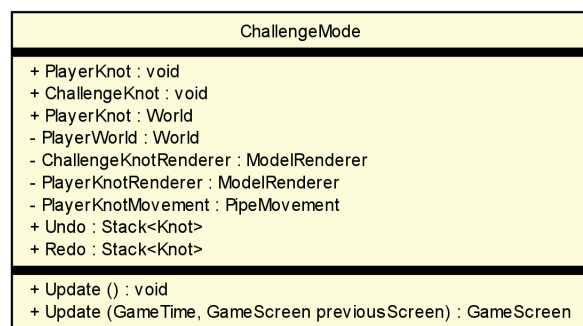 ChallengeMode
+ PlayerKnot : void
+ ChallengeKnot : void
+ PlayerKnot : World
- PlayerWorld : World
- ChallengeKnotRenderer : ModelRenderer
- PlayerKnotRenderer : ModelRenderer
- PlayerKnotMovement : PipeMovement
+ Undo : Stack<Knot>
+ Redo : Stack<Knot>
+ Update () : void
+ Update (GameTime, GameScreen previousScreen) : GameScreen